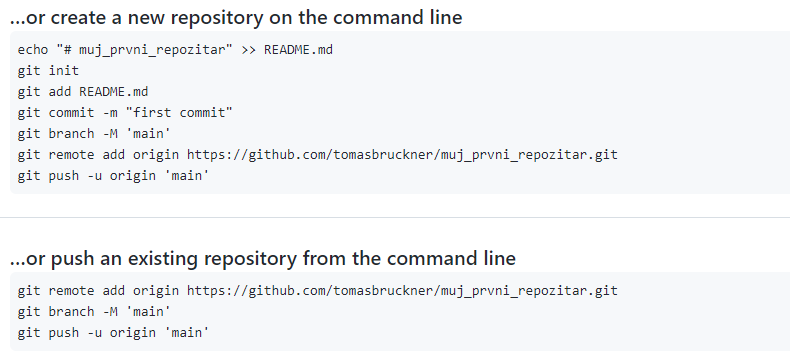 ...or create a new repository on the command line
echo "# muj_prvni_repozitar" >> README.md
git init
git add README.md
git commit -m "first commit"
git branch -M 'main'
git remote add origin https://github.com/tomasbruckner/muj_prvni_repozitar.git
git push -u origin 'main'
...or push an existing repository from the command line
git remote add origin https://github.com/tomasbruckner/muj_prvni_repozitar.git
git branch -M 'main'
git push -u origin 'main'